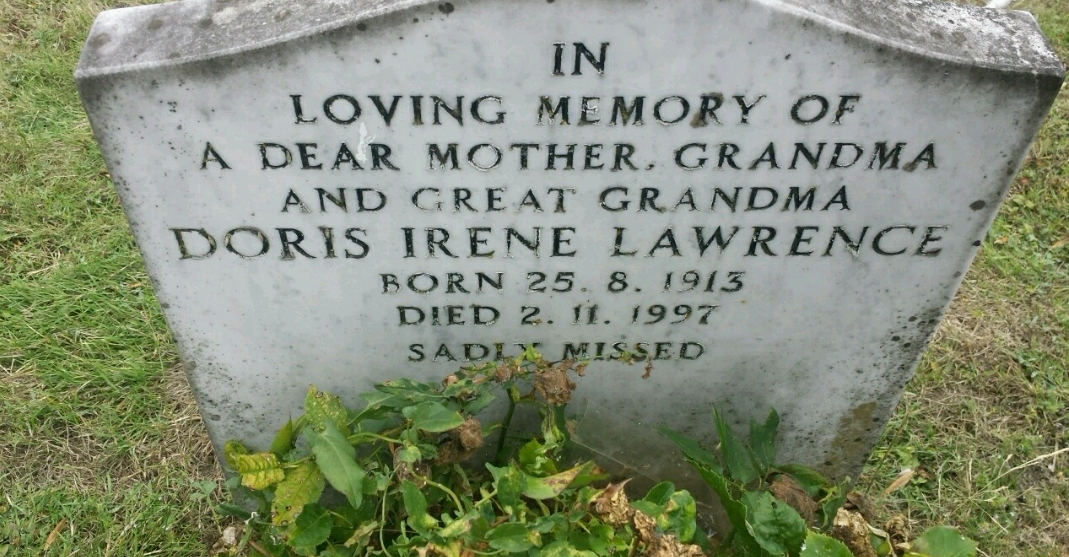 IN
LOVING MEMORY OF
A DEAR MOTHER, GRANDMA
AND GREAT GRANDMA
DORIS IRENE LAWRENCE
BORN 25. 8. 1913
DIED 2. 11. 1997
SADLY MISSED